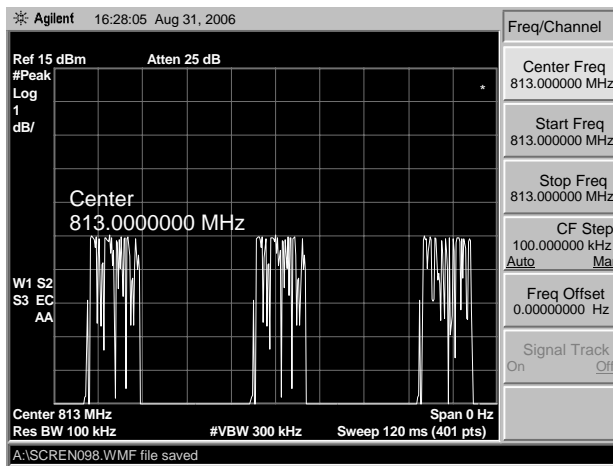 Agilent 16:28:05 Aug 31, 2006
Freq/Channel
Ref 15 dBm Atten 25 dB
#Peak
Log
1
dB/
*
Center
813.0000000 MHz
W1 S2
S3 EC
AA
Center 813 MHz Span 0 Hz
Res BW 100 kHz #VBW 300 kHz Sweep 120 ms (401 pts)
A:\SCREN098.WMF file saved
Center Freq
813.000000 MHz
Start Freq
813.000000 MHz
Stop Freq
813.000000 MHz
CF Step
100.000000 kHz
Auto Ma
Freq Offset
0.00000000 Hz
Signal Track
On Off